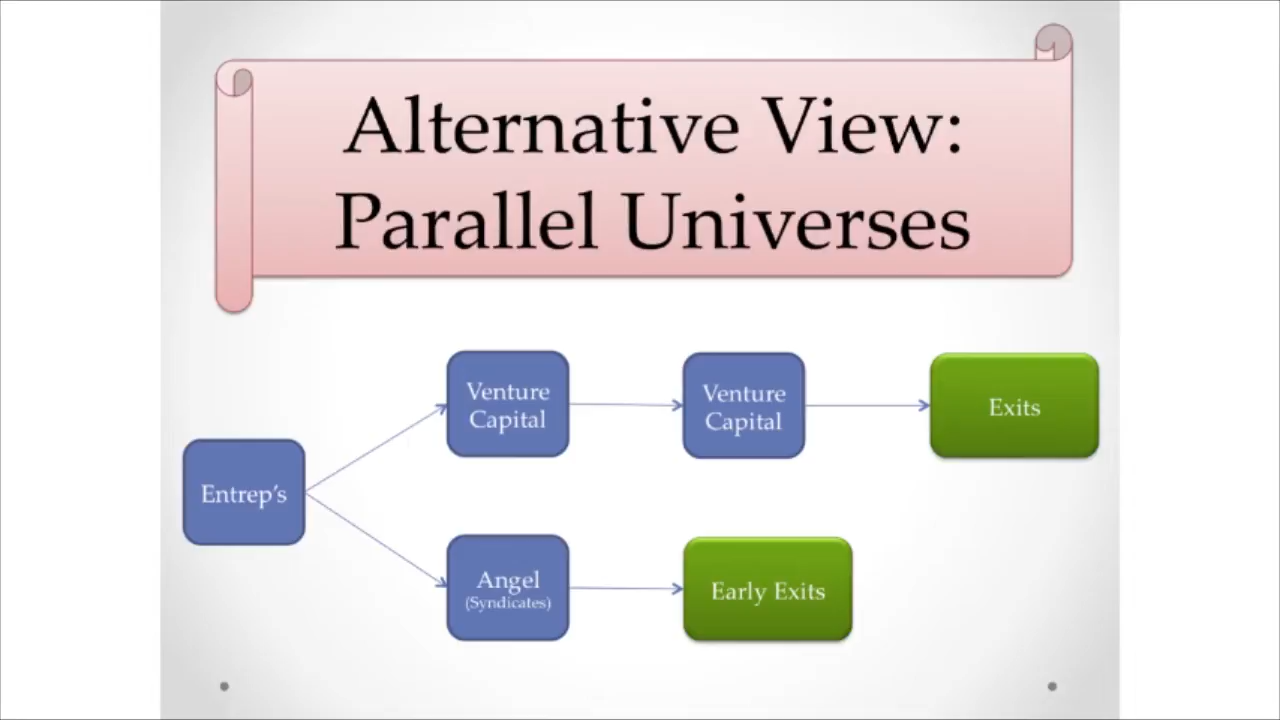 Alternative View:
Parallel Universes
Venture
Capital
Venture
Capital
Exits
Entrep’s
Angel
(Syndicates)
Early Exits